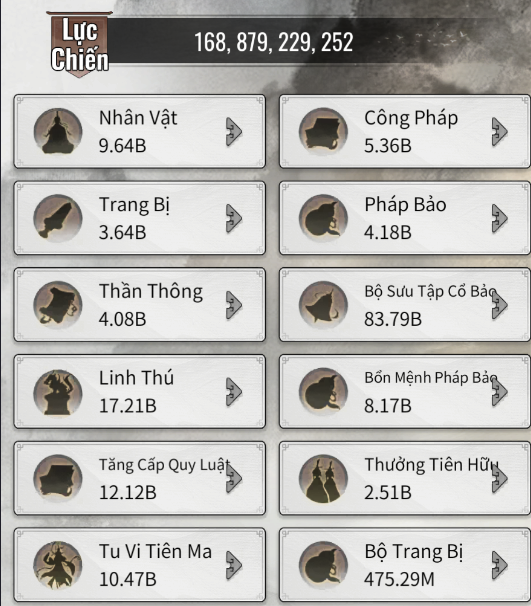 Lực
Chiến
168, 879, 229, 252
Nhân Vật
9.64B
Công Pháp
5.36B
Trang Bị
3.64B
Pháp Bảo
4.18B
Thần Thông
4.08B
Bộ Sưu Tập Cổ Bảo
83.79B
Linh Thú
17.21B
Bổn Mệnh Pháp Bảo
8.17B
Tăng Cấp Quy Luật
12.12B
Thưởng Tiên Hữu
2.51B
Tu Vi Tiên Ma
10.47B
Bộ Trang Bị
475.29M